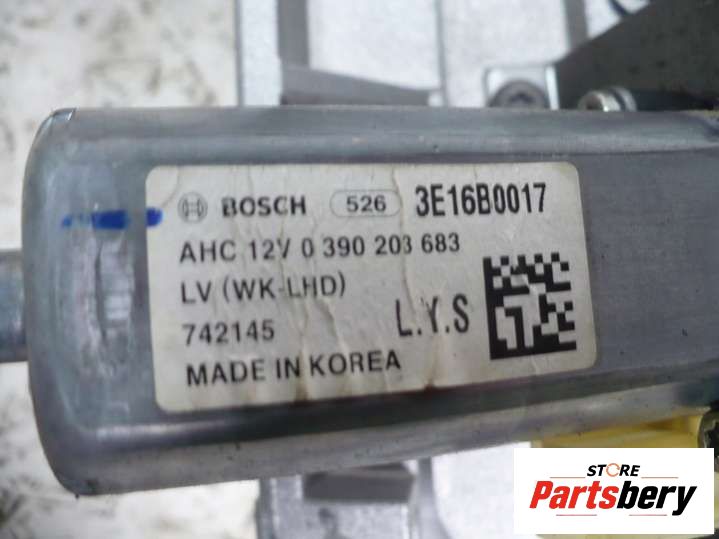 BOSCH 526 3E16B0017
AHC 12V 0 390 203 683
LV (WK-LHD)
742145 L.Y.S
MADE IN KOREA
STORE
Partsbery